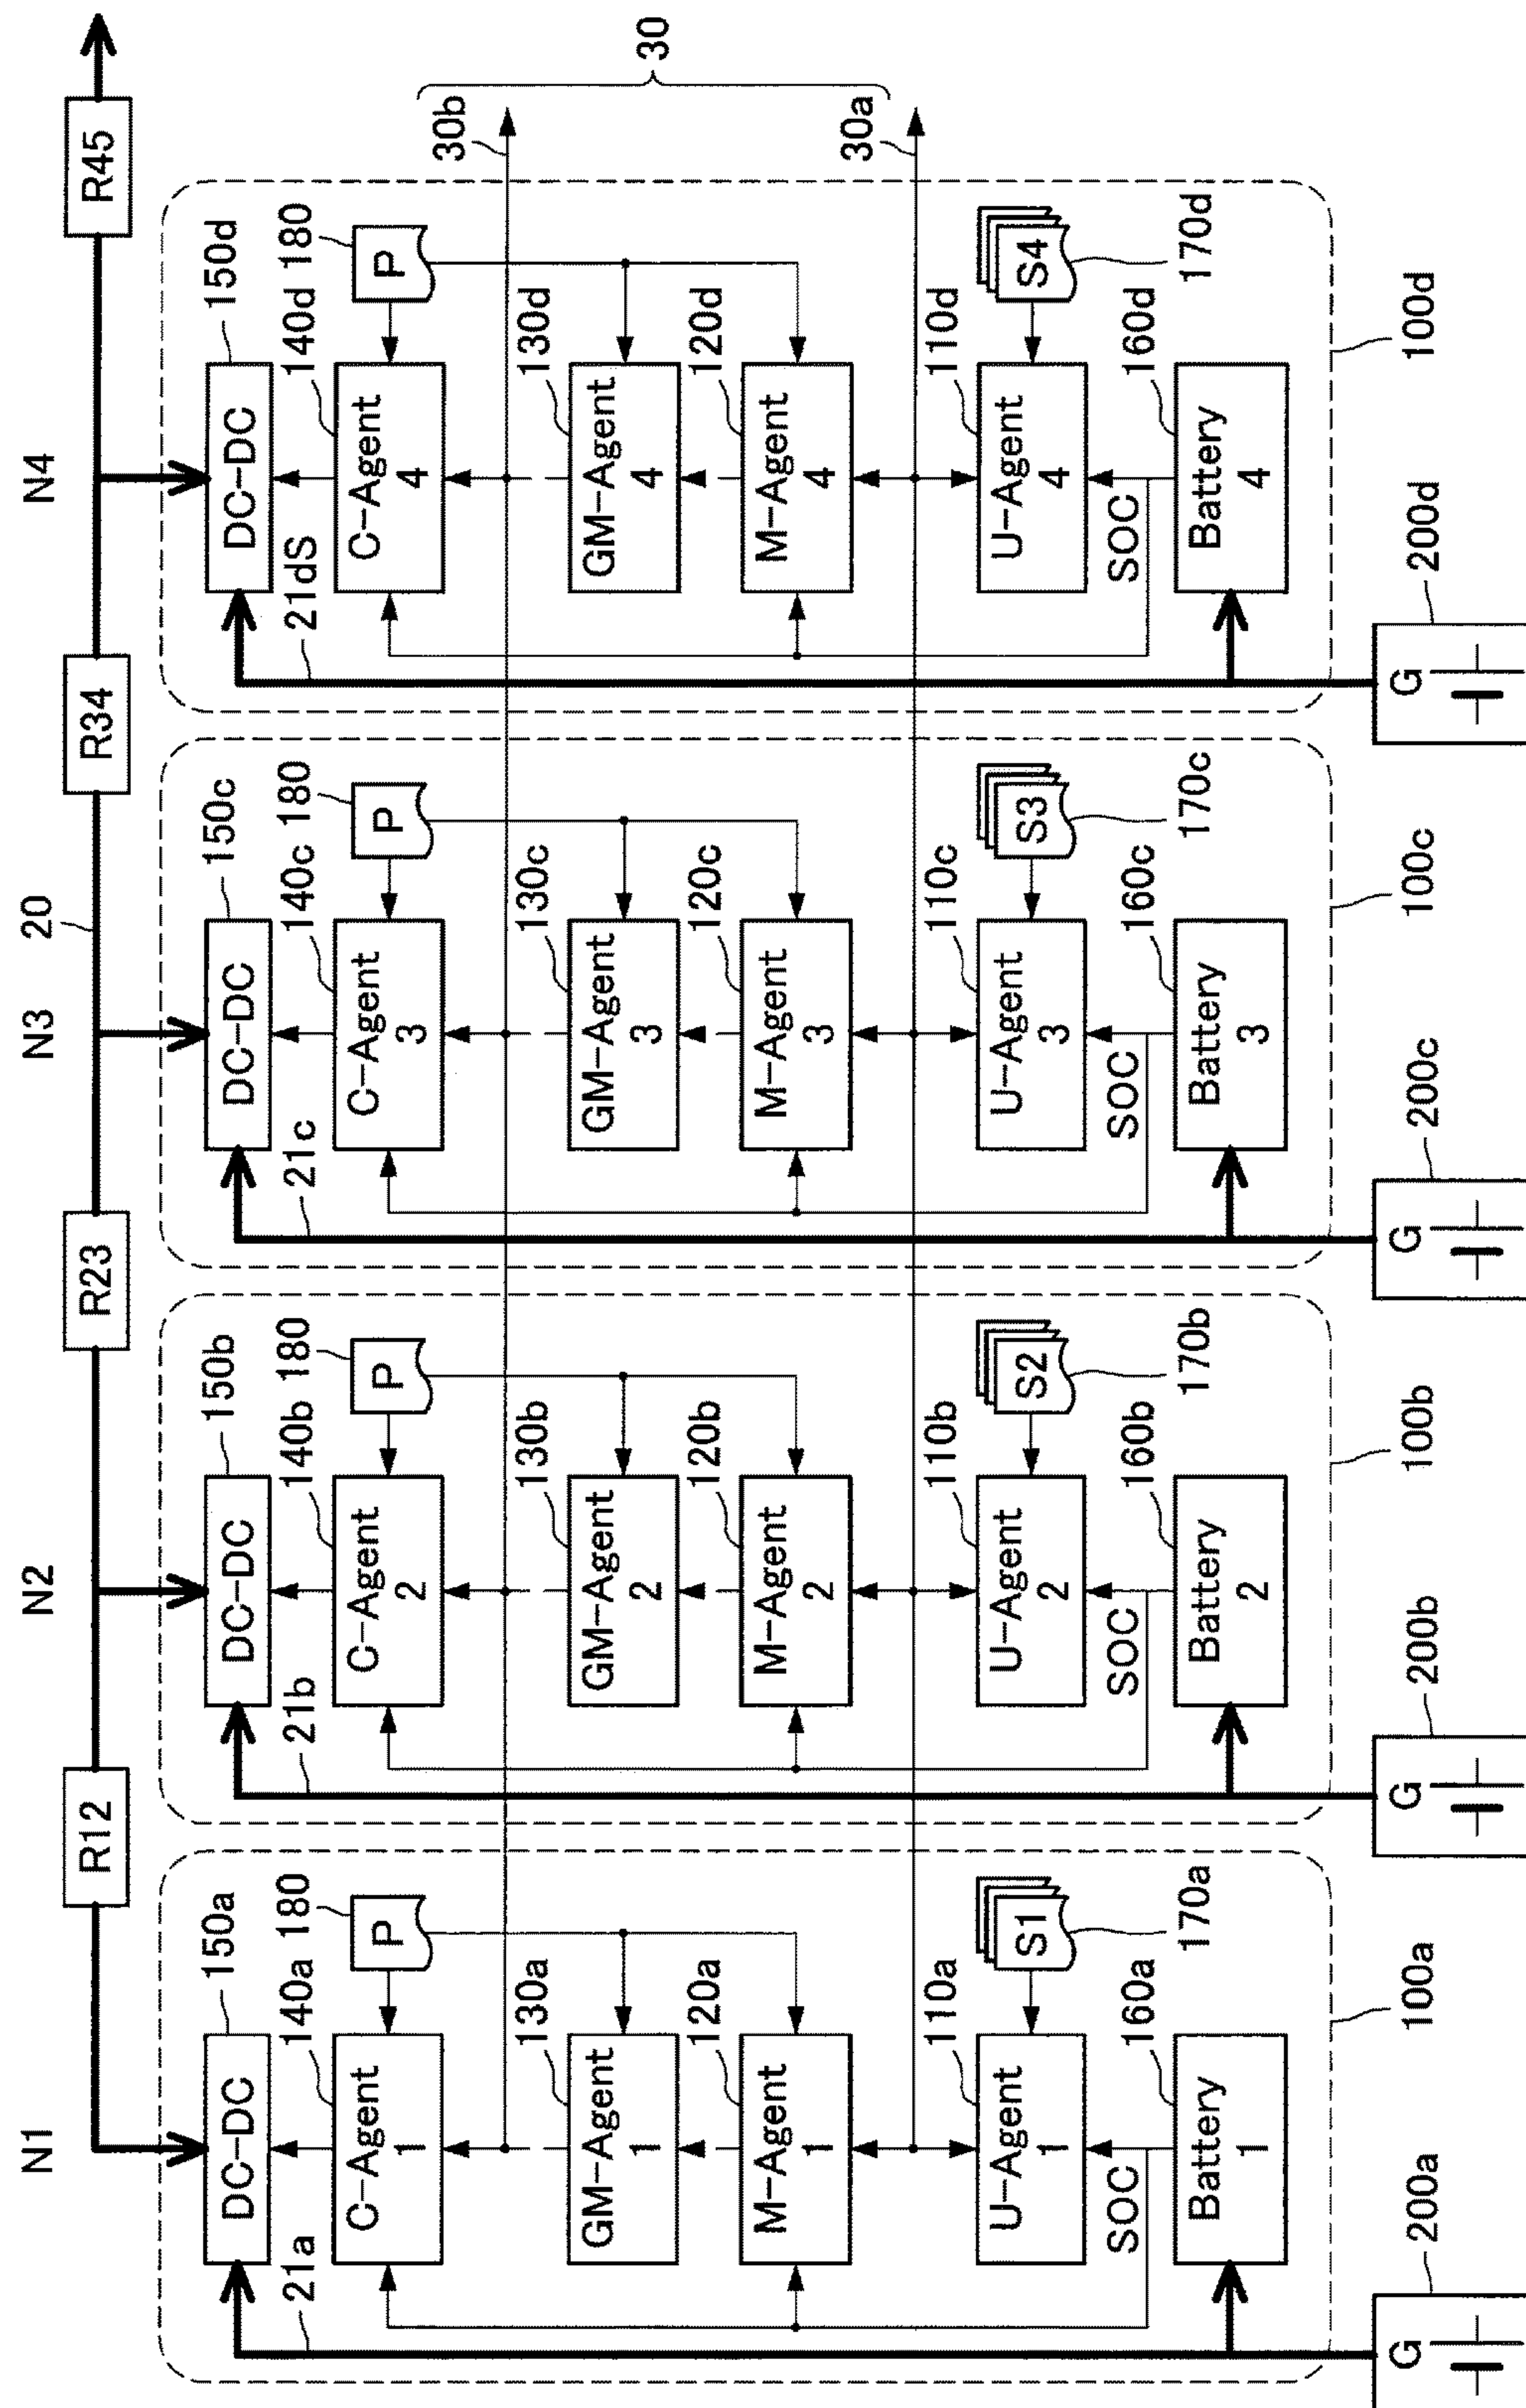 N1
N2
N3
N4
20
R12
R23
R34
R45
21a
DC-DC
150a
C-Agent
1
140a
P
180
GM-Agent
1
130a
M-Agent
1
120a
U-Agent
1
110a
S1
170a
SOC
Battery
1
160a
100a
G
200a
21b
DC-DC
150b
C-Agent
2
140b
P
180
GM-Agent
2
130b
M-Agent
2
120b
U-Agent
2
110b
S2
170b
SOC
Battery
2
160b
100b
G
200b
21c
DC-DC
150c
C-Agent
3
140c
P
180
GM-Agent
3
130c
M-Agent
3
120c
U-Agent
3
110c
S3
170c
SOC
Battery
3
160c
100c
G
200c
21dS
DC-DC
150d
C-Agent
4
140d
P
180
GM-Agent
4
130d
M-Agent
4
120d
U-Agent
4
110d
S4
170d
SOC
Battery
4
160d
100d
G
200d
30b
30
30a